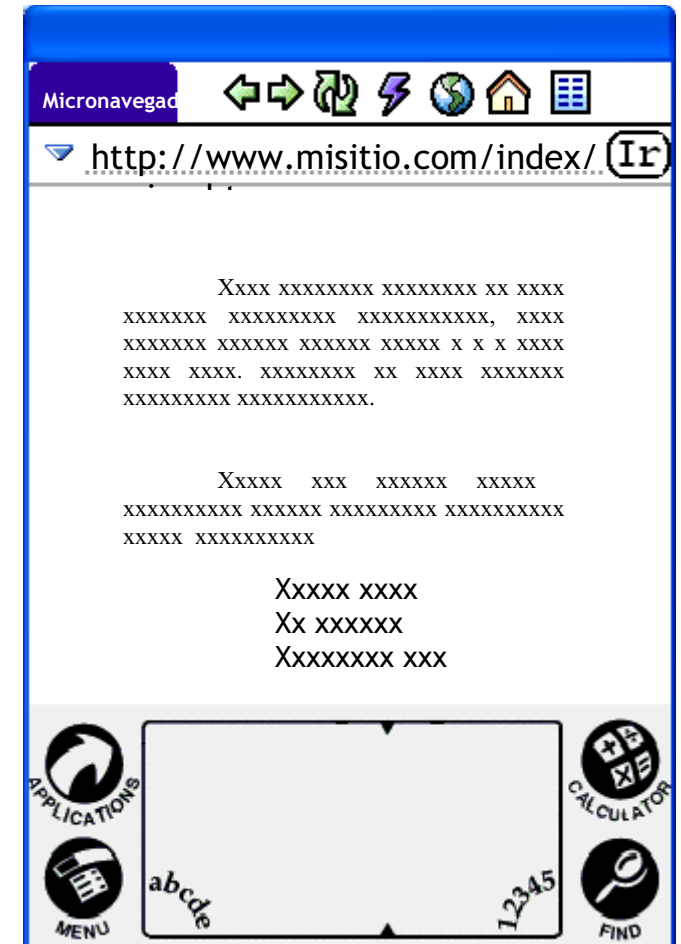 Micronavegad
http://www.misitio.com/index/ Ir
Xxxx xxxxxxxx xxxxxxxx xx xxxx
xxxxxxx xxxxxxxxx xxxxxxxxxxx, xxxx
xxxxxxx xxxxxx xxxxxx xxxxx x x x xxxx
xxxx xxxx. xxxxxxxx xx xxxx xxxxxxx
xxxxxxxxx xxxxxxxxxxx.
Xxxxx xxx xxxxxx xxxxx
xxxxxxxxxx xxxxxx xxxxxxxxx xxxxxxxxxx
xxxxx xxxxxxxxxx
Xxxxx xxxx
Xx xxxxxx
Xxxxxxxx xxx
APPLICATIONS
CALCULATOR
abcde
12345
MENU
FIND